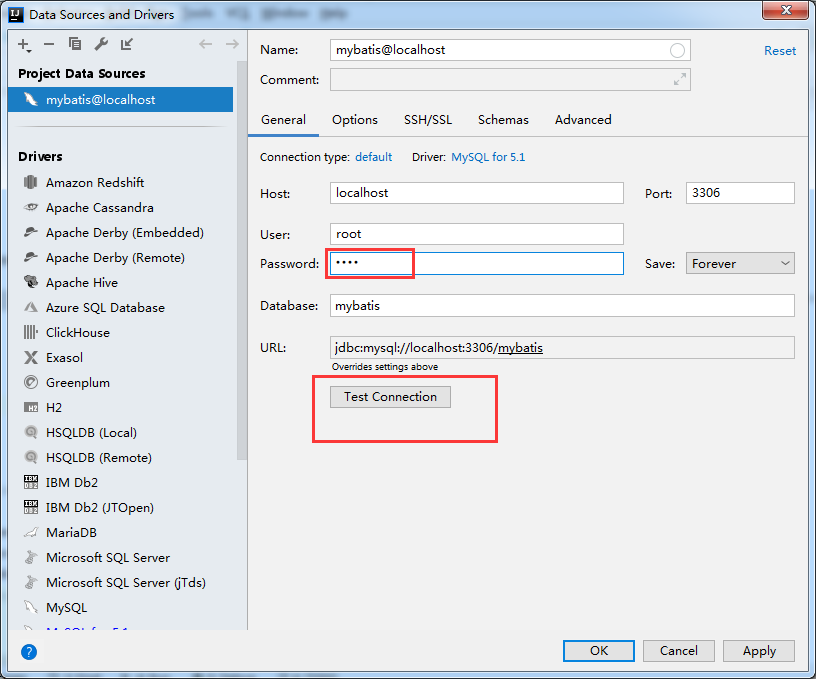 Data Sources and Drivers
Project Data Sources
mybatis@localhost
Drivers
Amazon Redshift
Apache Cassandra
Apache Derby (Embedded)
Apache Derby (Remote)
Apache Hive
Azure SQL Database
ClickHouse
Exasol
Greenplum
H2
HSQLDB (Local)
HSQLDB (Remote)
IBM Db2
IBM Db2 (JTOpen)
MariaDB
Microsoft SQL Server
Microsoft SQL Server (jTds)
MySQL
MySQL for 5.1
Name: mybatis@localhost Reset
Comment:
General Options SSH/SSL Schemas Advanced
Connection type: default Driver: MySQL for 5.1
Host: localhost Port: 3306
User: root
Password: •••• Save: Forever
Database: mybatis
URL: jdbc:mysql://localhost:3306/mybatis
Overrides settings above
Test Connection
? OK Cancel Apply